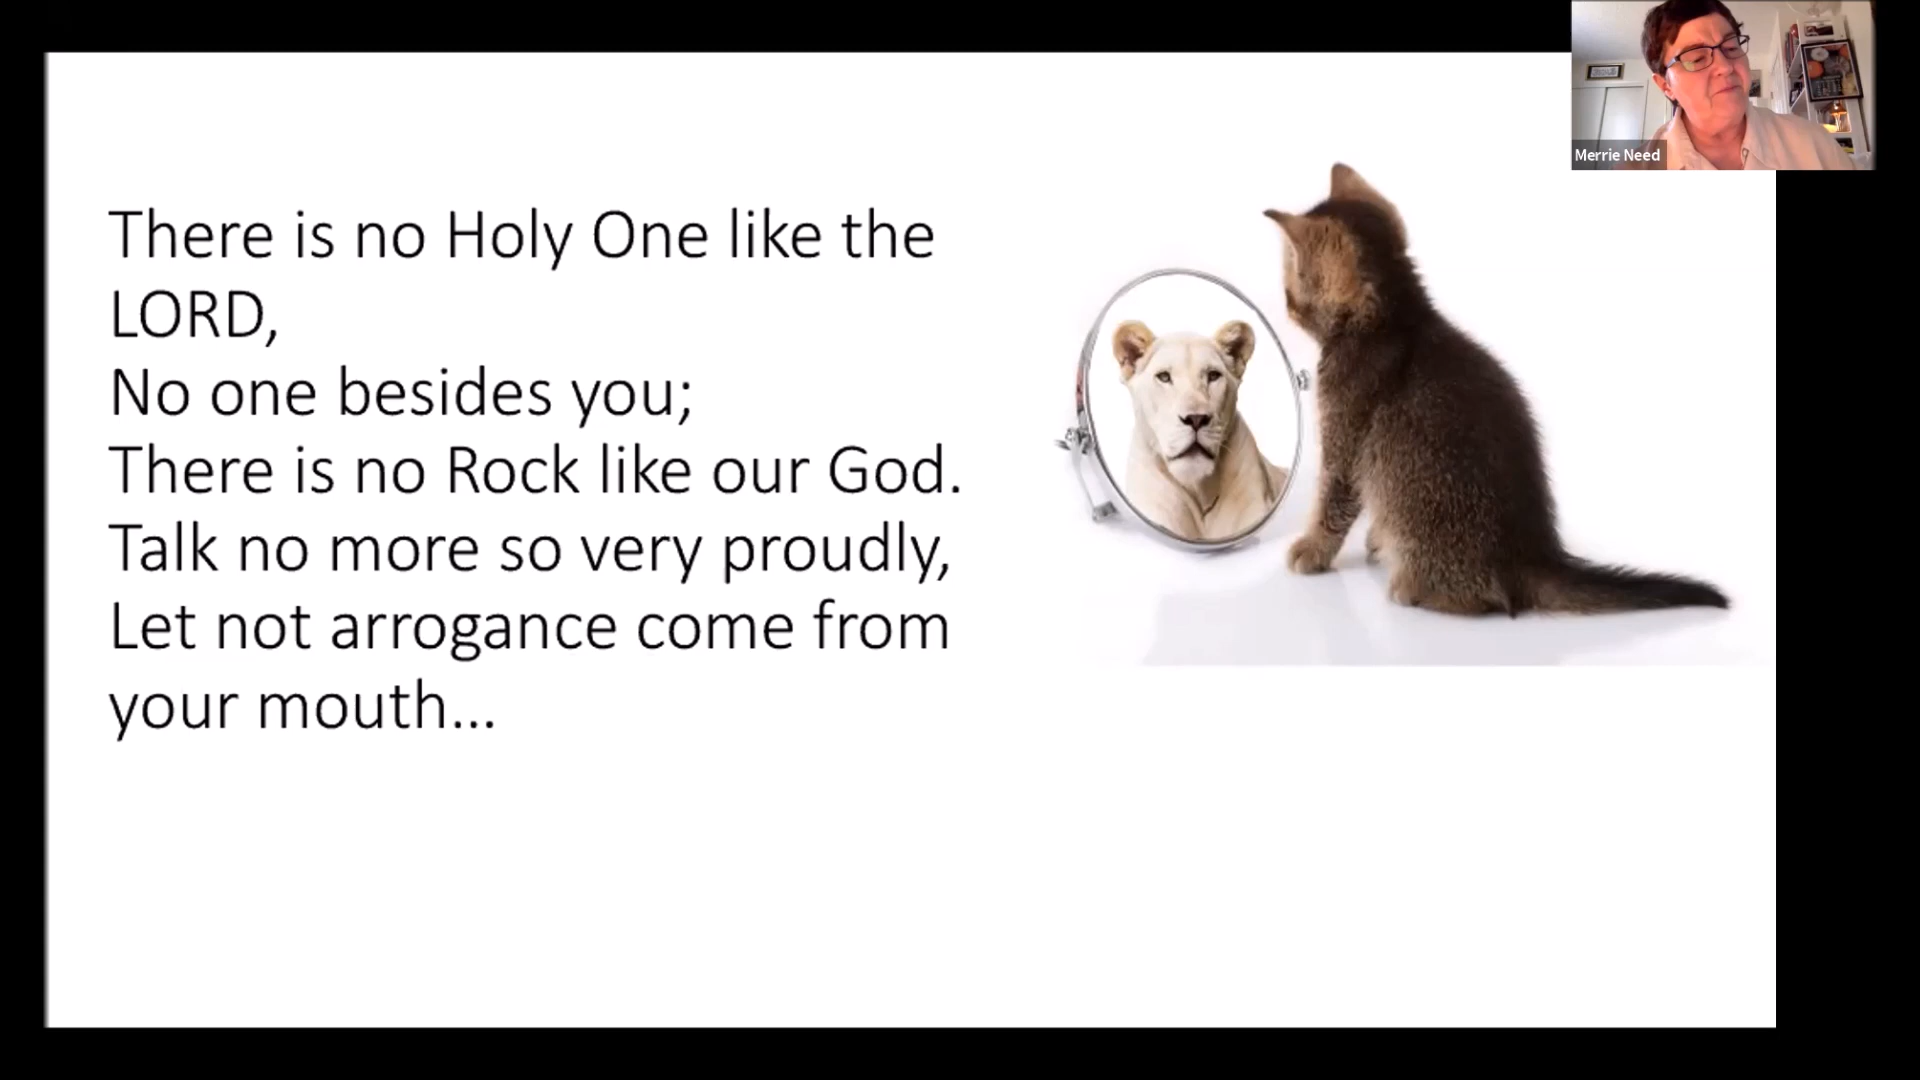 There is no Holy One like the
LORD,
No one besides you;
There is no Rock like our God.
Talk no more so very proudly,
Let not arrogance come from
your mouth...
Merrie Need